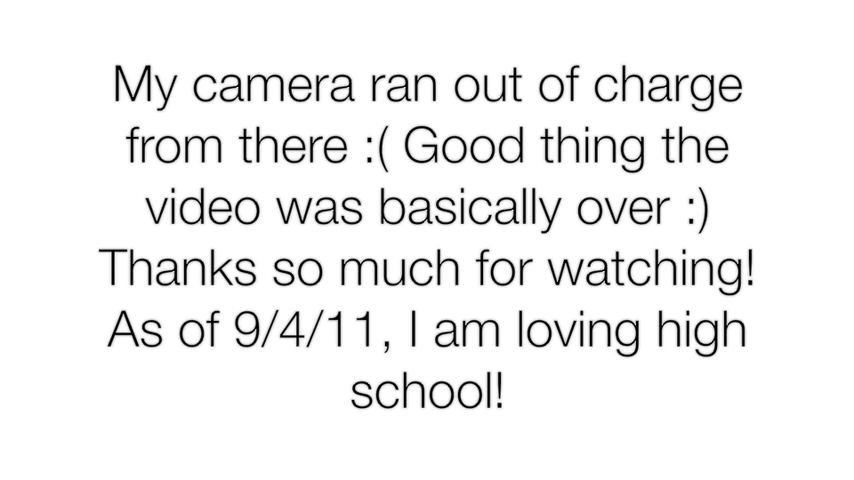 My camera ran out of charge
from there :( Good thing the
video was basically over :)
Thanks so much for watching!
As of 9/4/11, I am loving high
school!